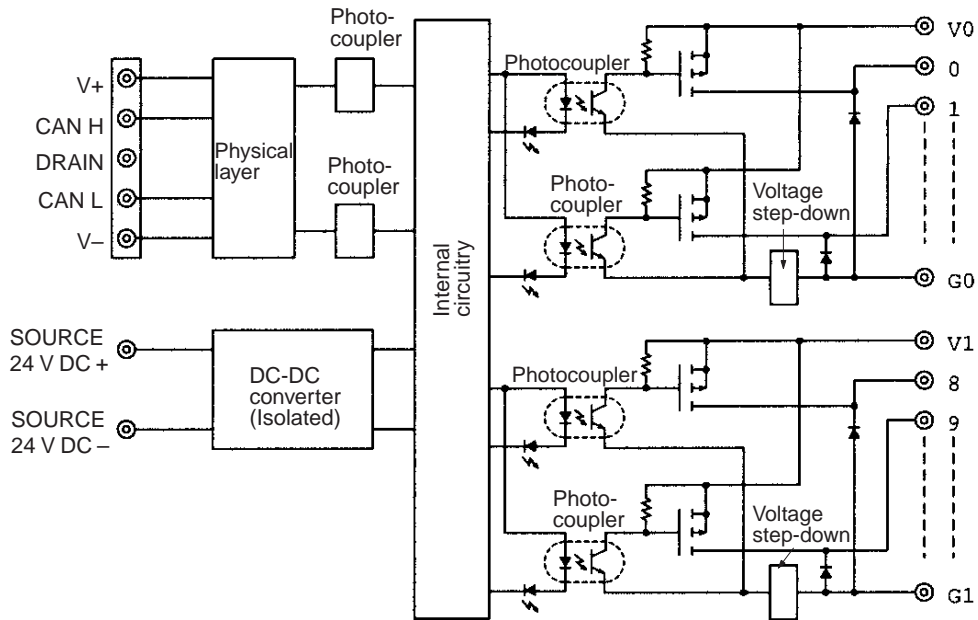 V+
CAN H
DRAIN
CAN L
V–
Physical
layer
Photo-
coupler
Photo-
coupler
SOURCE
24 V DC +
SOURCE
24 V DC –
DC-DC
converter
(Isolated)
Internal
circuitry
Photocoupler
Photo-
coupler
Voltage
step-down
V0
0
1
G0
Photocoupler
Photo-
coupler
Voltage
step-down
V1
8
9
G1